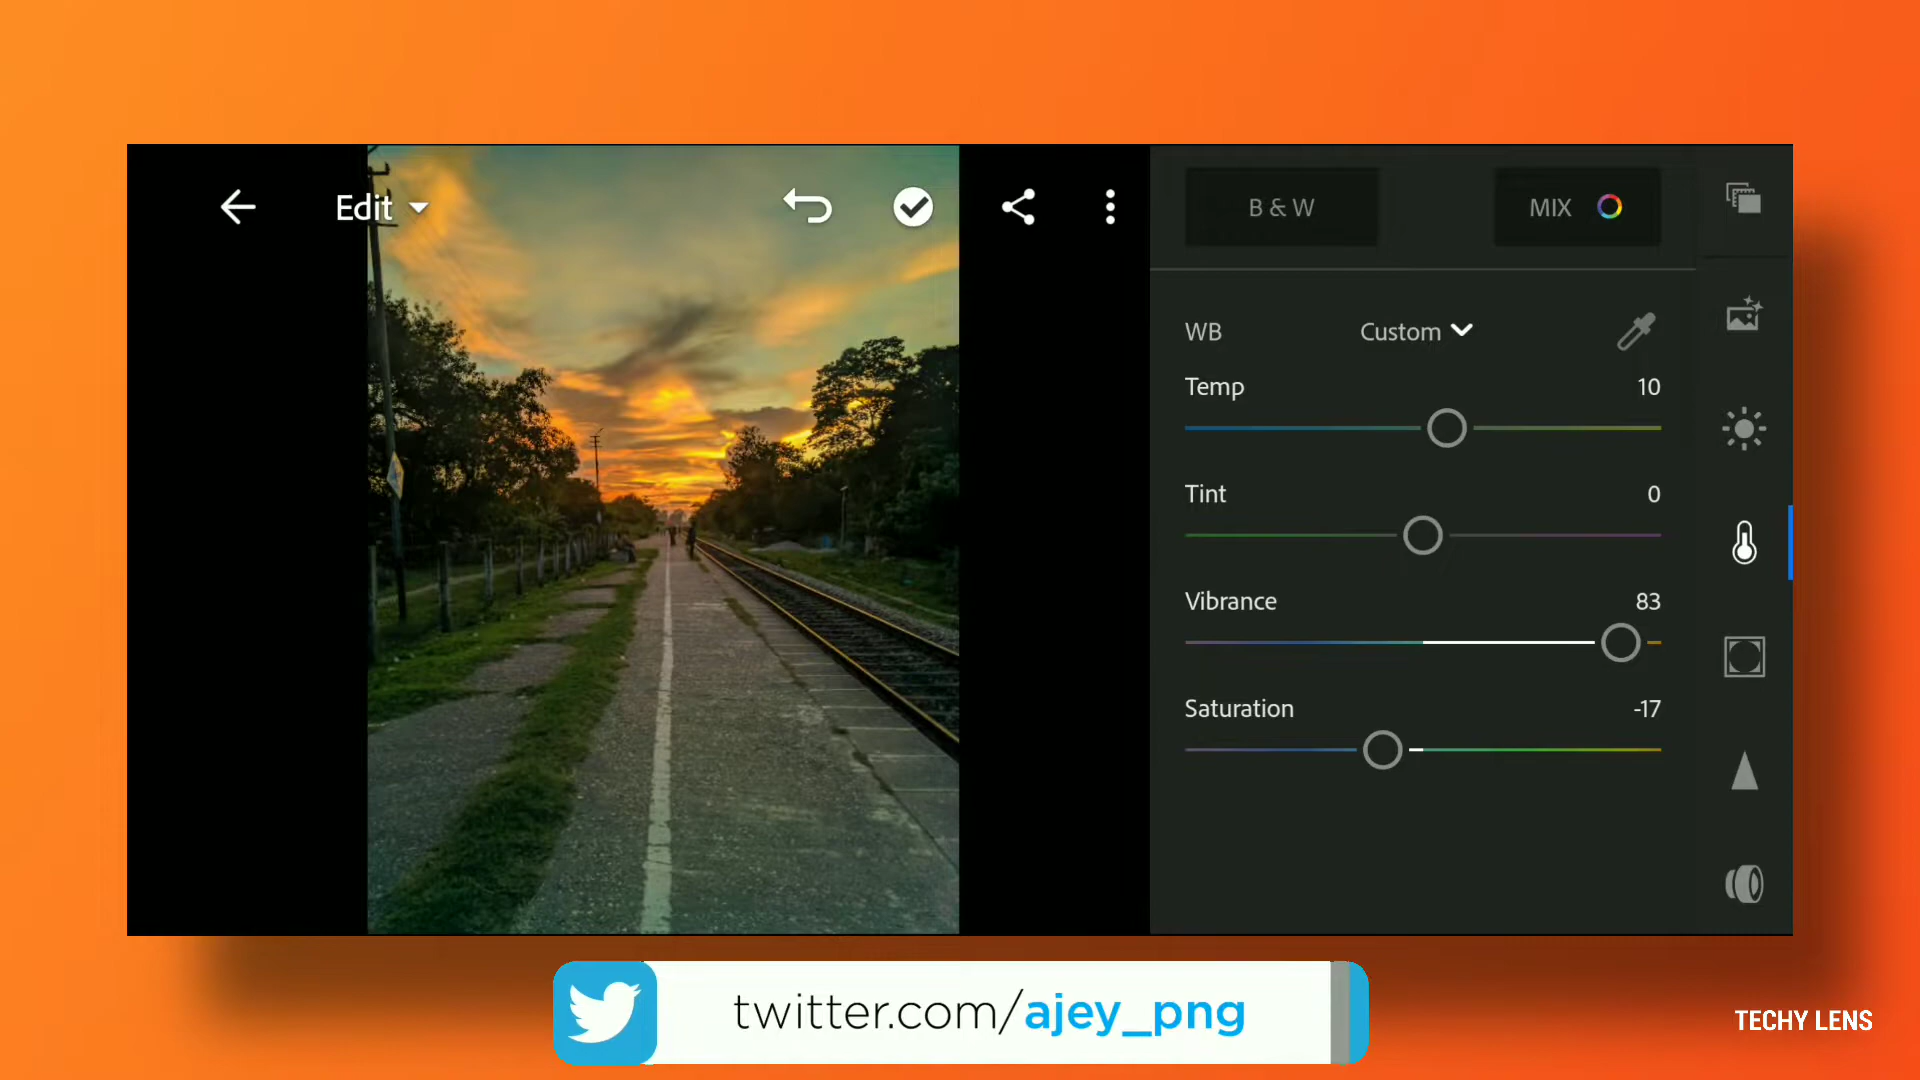 Edit
B & W
MIX
WB
Custom
Temp
10
Tint
0
Vibrance
83
Saturation
-17
twitter.com/ajey_png
TECHY LENS